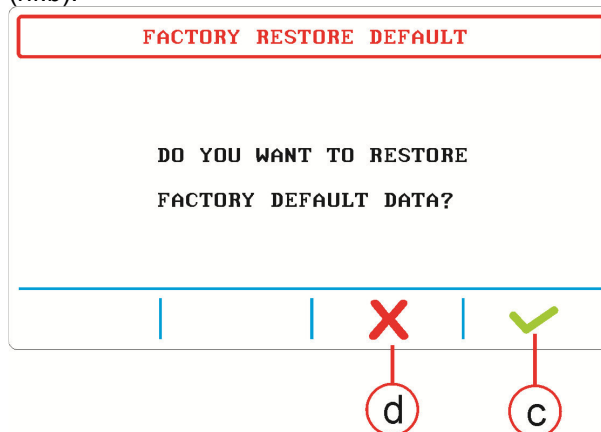 FACTORY RESTORE DEFAULT
DO YOU WANT TO RESTORE
FACTORY DEFAULT DATA?
d
c